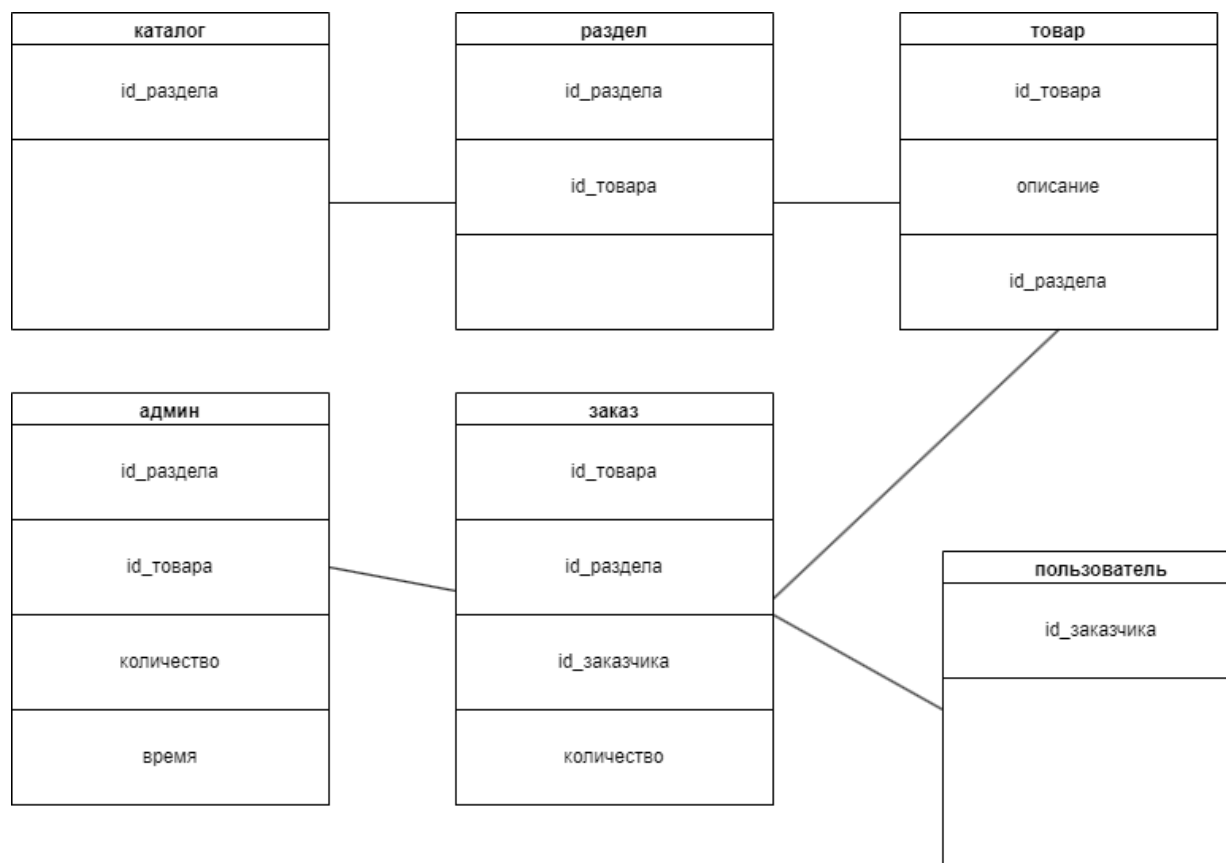 каталог
id_раздела
раздел
id_раздела
id_товара
товар
id_товара
описание
id_раздела
админ
id_раздела
id_товара
количество
время
заказ
id_товара
id_раздела
id_заказчика
количество
пользователь
id_заказчика